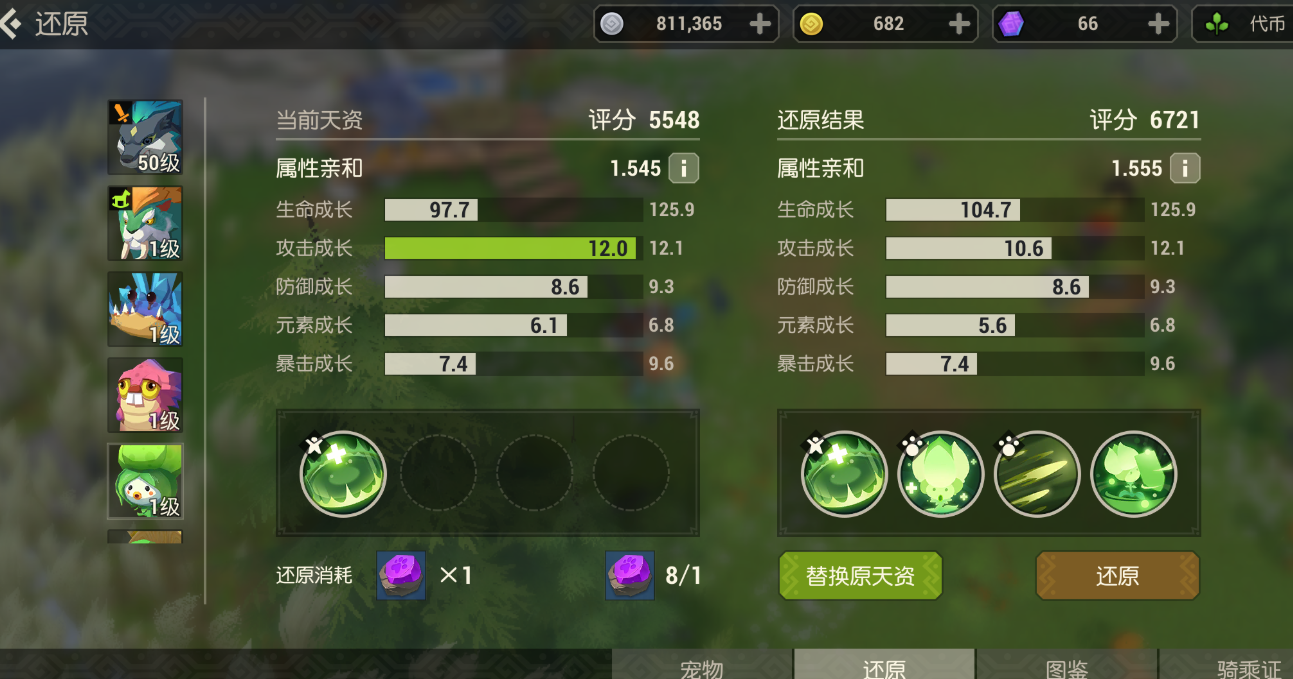 还原 811,365 682 66 代币
50级
1级
1级
1级
1级
当前天资 评分 5548
属性亲和 1.545
生命成长 97.7 125.9
攻击成长 12.0 12.1
防御成长 8.6 9.3
元素成长 6.1 6.8
暴击成长 7.4 9.6
还原消耗 ×1 8/1
还原结果 评分 6721
属性亲和 1.555
生命成长 104.7 125.9
攻击成长 10.6 12.1
防御成长 8.6 9.3
元素成长 5.6 6.8
暴击成长 7.4 9.6
替换原天资 还原
宠物 还原 图鉴 骑乘证